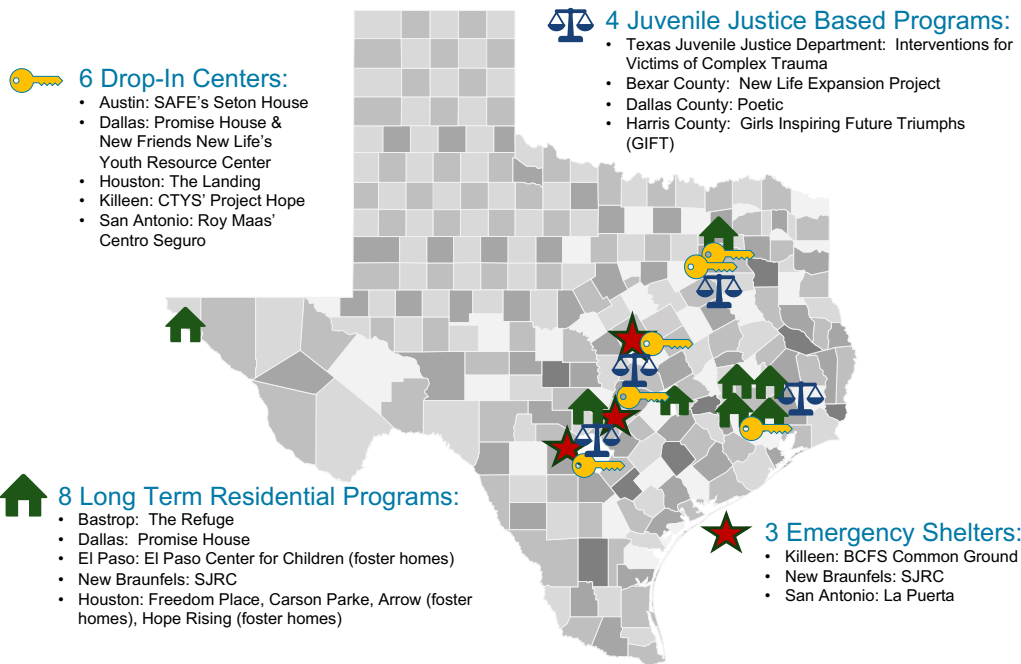 6 Drop-In Centers:
• Austin: SAFE's Seton House
• Dallas: Promise House &
New Friends New Life's
Youth Resource Center
• Houston: The Landing
• Killeen: CTYS' Project Hope
• San Antonio: Roy Maas'
Centro Seguro
4 Juvenile Justice Based Programs:
• Texas Juvenile Justice Department: Interventions for
Victims of Complex Trauma
• Bexar County: New Life Expansion Project
• Dallas County: Poetic
• Harris County: Girls Inspiring Future Triumphs
(GIFT)
8 Long Term Residential Programs:
• Bastrop: The Refuge
• Dallas: Promise House
• El Paso: El Paso Center for Children (foster homes)
• New Braunfels: SJRC
• Houston: Freedom Place, Carson Parke, Arrow (foster
homes), Hope Rising (foster homes)
3 Emergency Shelters:
• Killeen: BCFS Common Ground
• New Braunfels: SJRC
• San Antonio: La Puerta